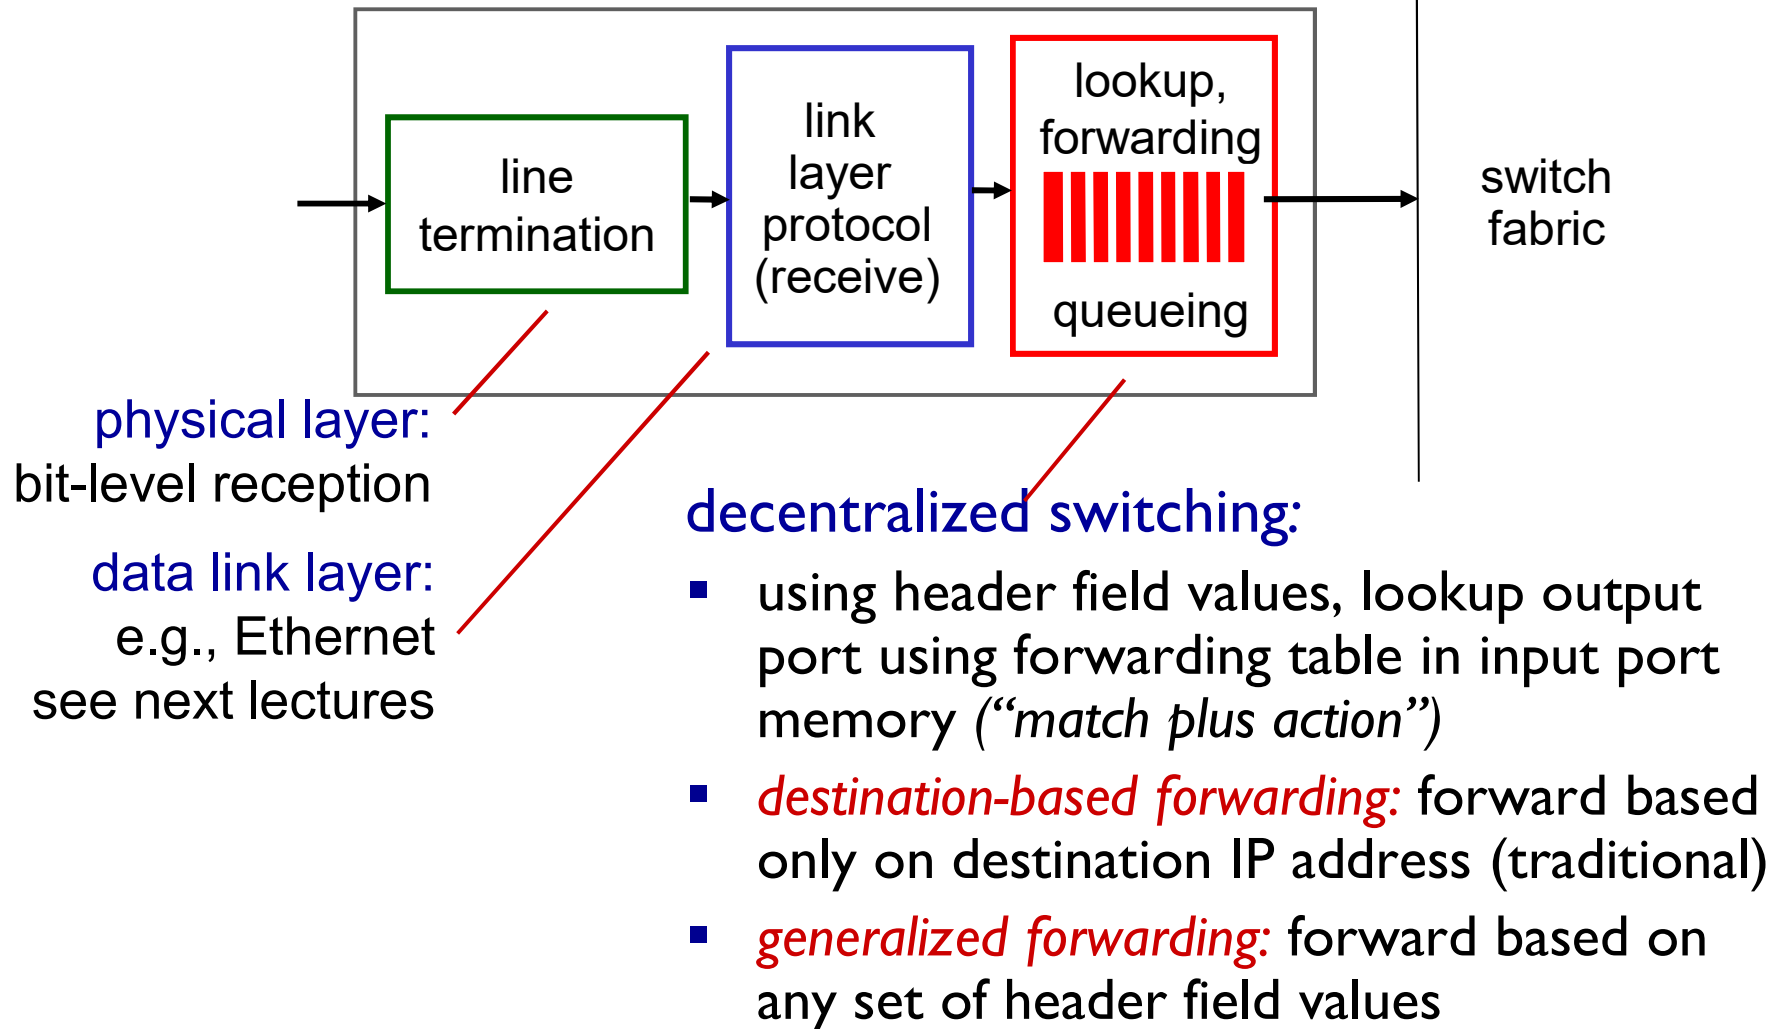 line
termination
link
layer
protocol
(receive)
lookup,
forwarding
queueing
switch
fabric
physical layer:
bit-level reception
data link layer:
e.g., Ethernet
see next lectures
decentralized switching:
▪ using header field values, lookup output
port using forwarding table in input port
memory (“match plus action”)
▪ destination-based forwarding: forward based
only on destination IP address (traditional)
▪ generalized forwarding: forward based on
any set of header field values